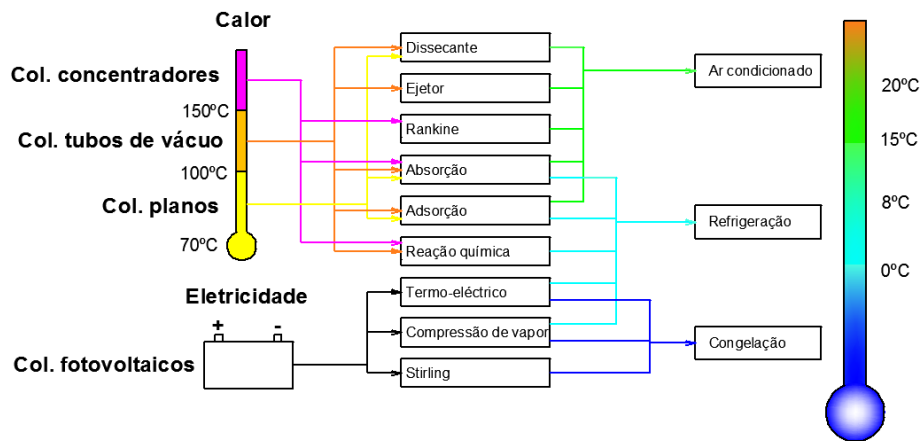 Calor
Col. concentradores
150ºC
Col. tubos de vácuo
100ºC
Col. planos
70ºC
Eletricidade
+ -
Col. fotovoltaicos
Dissecante
Ejetor
Rankine
Absorção
Adsorção
Reação química
Termo-eléctrico
Compressão de vapor
Stirling
Ar condicionado
Refrigeração
Congelação
20ºC
15ºC
8ºC
0ºC